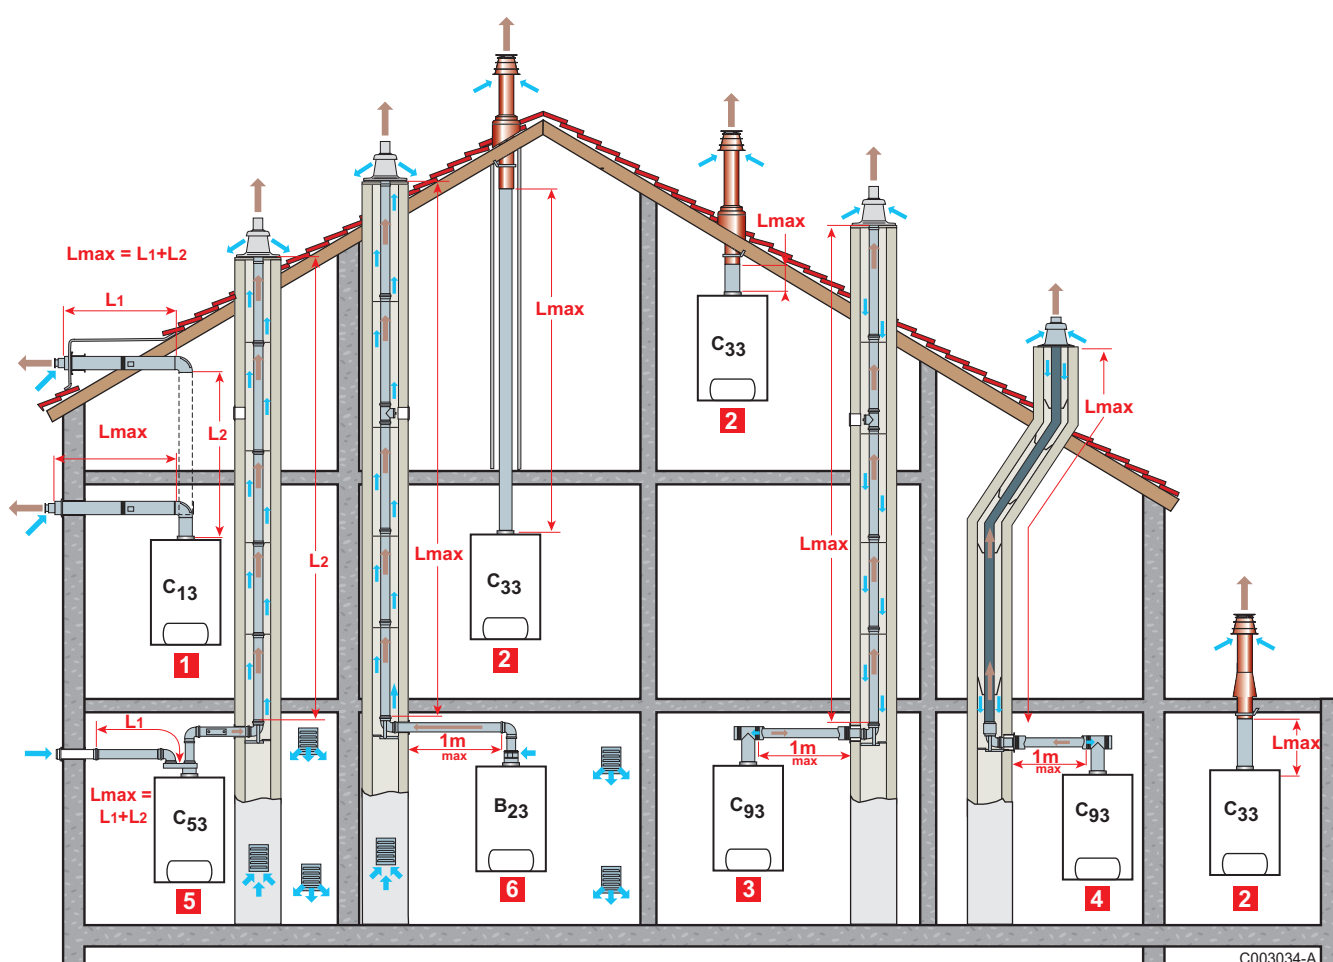 Lmax = L1+L2
L1
Lmax
L2
C13
1
L2
Lmax
Lmax
C33
2
Lmax
C33
2
Lmax
Lmax
L1
Lmax =
L1+L2
C53
5
1m
max
B23
6
1m
max
C93
3
1m
max
C93
4
Lmax
C33
2
C003034-A